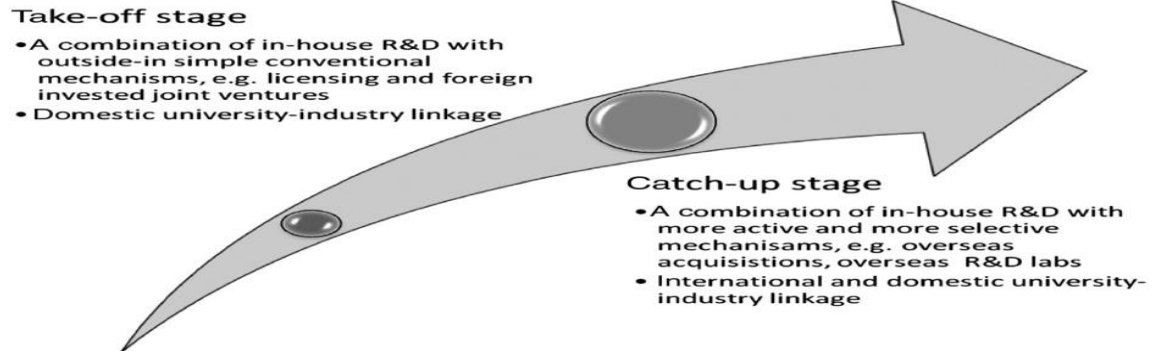 Take-off stage
•A combination of in-house R&D with
outside-in simple conventional
mechanisms, e.g. licensing and foreign
invested joint ventures
• Domestic university-industry linkage
Catch-up stage
•A combination of in-house R&D with
more active and more selective
mechanisams, e.g. overseas
acquisistions, overseas R&D labs
• International and domestic university-
industry linkage